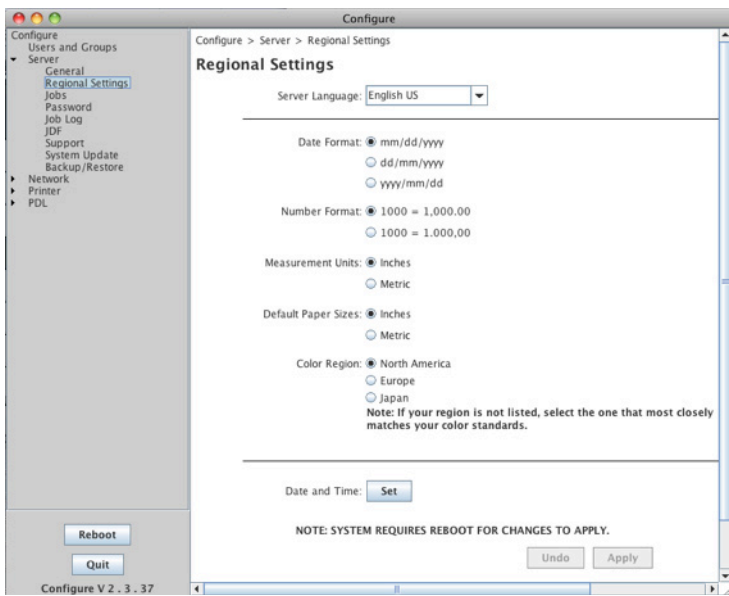 Configure
Configure
Users and Groups
Server
General
Regional Settings
Jobs
Password
Job Log
JDF
Support
System Update
Backup/Restore
Network
Printer
PDL
Reboot
Quit
Configure V 2 . 3 . 37
Configure > Server > Regional Settings
Regional Settings
Server Language: English US
Date Format: mm/dd/yyyy
dd/mm/yyyy
yyyy/mm/dd
Number Format: 1000 = 1,000.00
1000 = 1.000,00
Measurement Units: Inches
Metric
Default Paper Sizes: Inches
Metric
Color Region: North America
Europe
Japan
Note: If your region is not listed, select the one that most closely
matches your color standards.
Date and Time: Set
NOTE: SYSTEM REQUIRES REBOOT FOR CHANGES TO APPLY.
Undo Apply